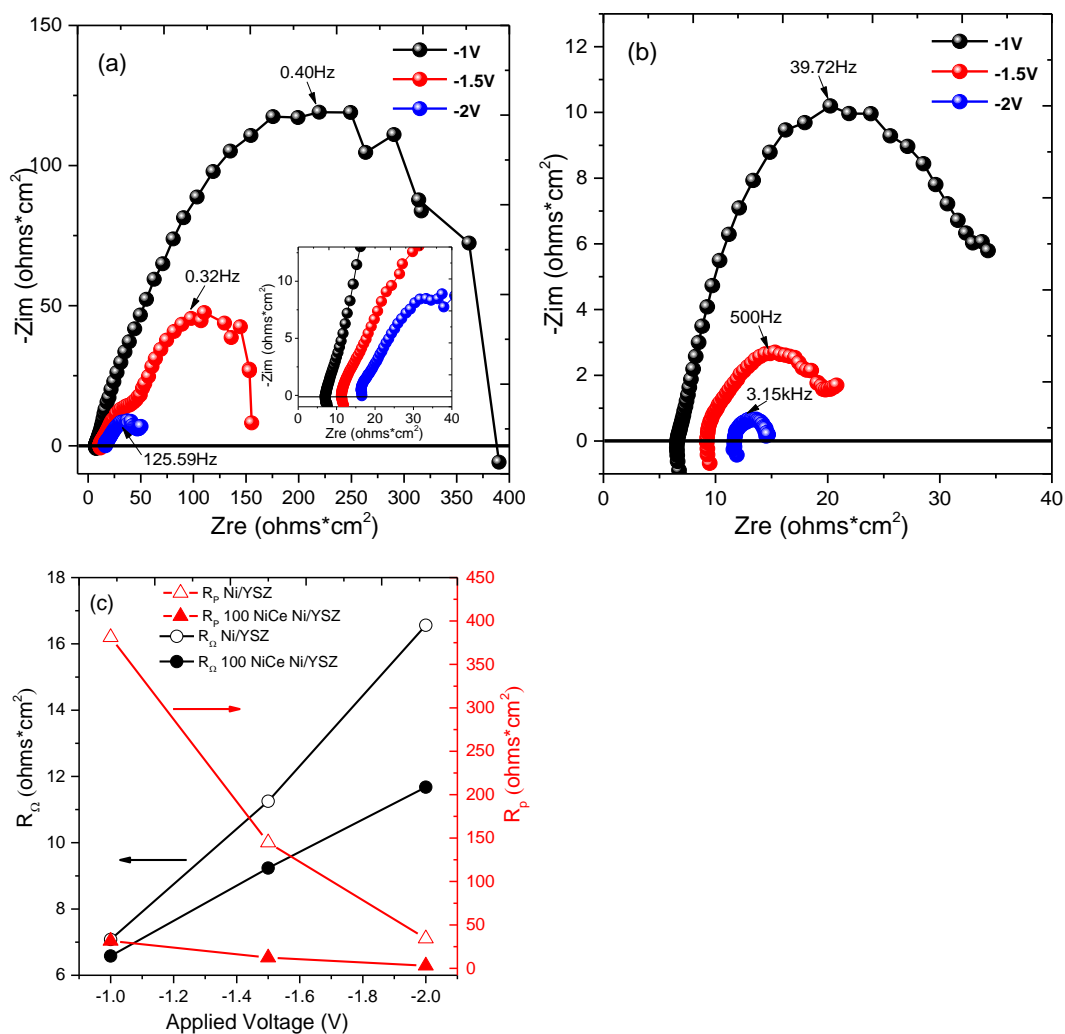 (a)
0.40Hz
-1V
-1.5V
-2V
0.32Hz
125.59Hz
-Zim (ohms*cm²)
150
100
50
0
0 50 100 150 200 250 300 350 400
Zre (ohms*cm²)
-Zim (ohms*cm²)
10
5
0
0 10 20 30 40
Zre (ohms*cm²)
(b)
39.72Hz
-1V
-1.5V
-2V
500Hz
3.15kHz
-Zim (ohms*cm²)
12
10
8
6
4
2
0
0 10 20 30 40
Zre (ohms*cm²)
(c)
R_P Ni/YSZ
R_P 100 NiCe Ni/YSZ
R_Ω Ni/YSZ
R_Ω 100 NiCe Ni/YSZ
R_Ω (ohms*cm²)
18
16
14
12
10
8
6
R_p (ohms*cm²)
450
400
350
300
250
200
150
100
50
0
-1.0 -1.2 -1.4 -1.6 -1.8 -2.0
Applied Voltage (V)